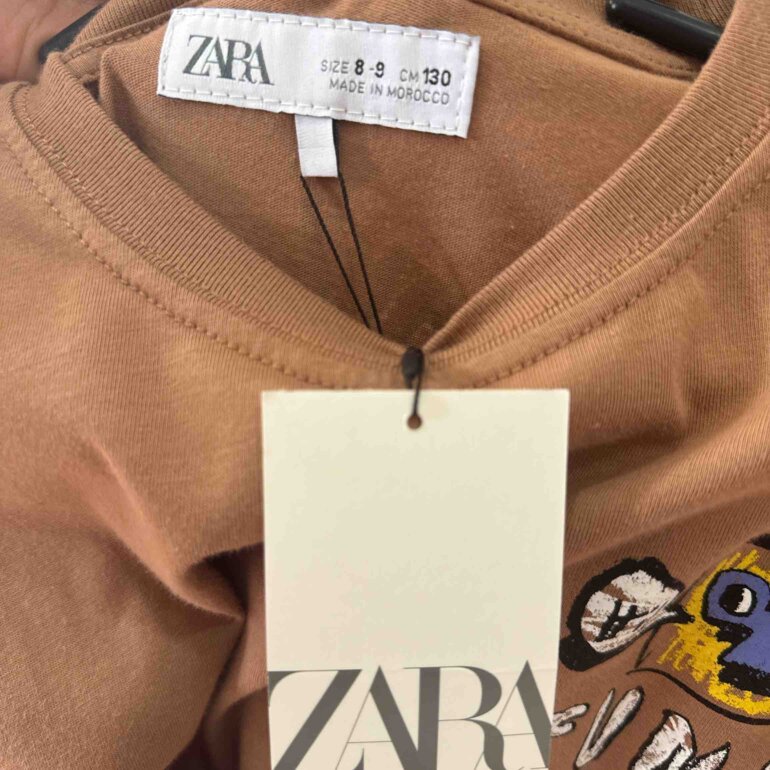 ZARA
SIZE 8-9 CM 130
MADE IN MOROCCO
ZARA